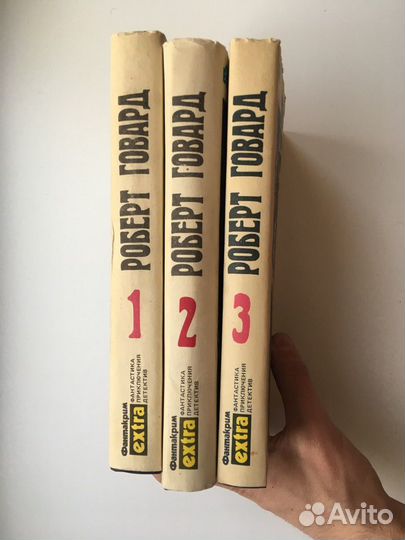 РОБЕРТ ГОВАРД
1
Фантакрим
extra
ФАНТАСТИКА
ПРИКЛЮЧЕНИЯ
ДЕТЕКТИВ
РОБЕРТ ГОВАРД
2
Фантакрим
extra
ФАНТАСТИКА
ПРИКЛЮЧЕНИЯ
ДЕТЕКТИВ
РОБЕРТ ГОВАРД
3
Фантакрим
extra
ФАНТАСТИКА
ПРИКЛЮЧЕНИЯ
ДЕТЕКТИВ
Avito